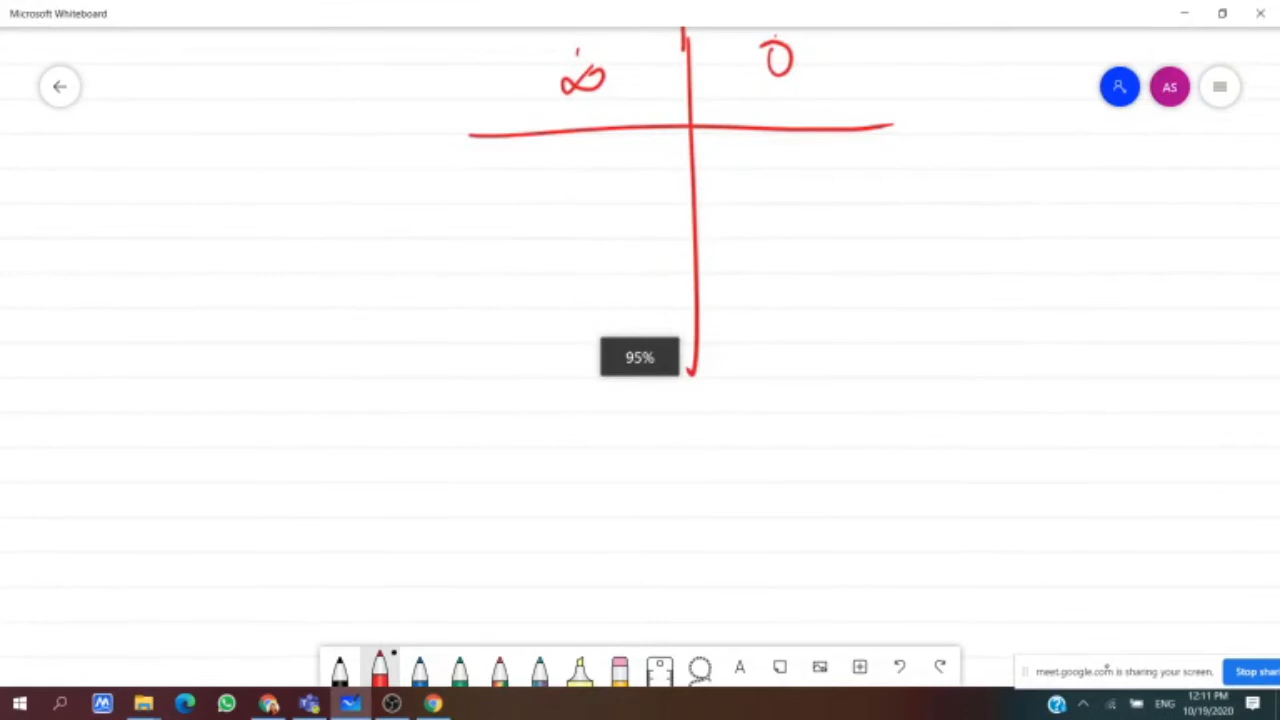 Microsoft Whiteboard
∞ 0
AS
95%
A
meet.google.com is sharing your screen.
Stop shar
ENG
12:11 PM
10/19/2020